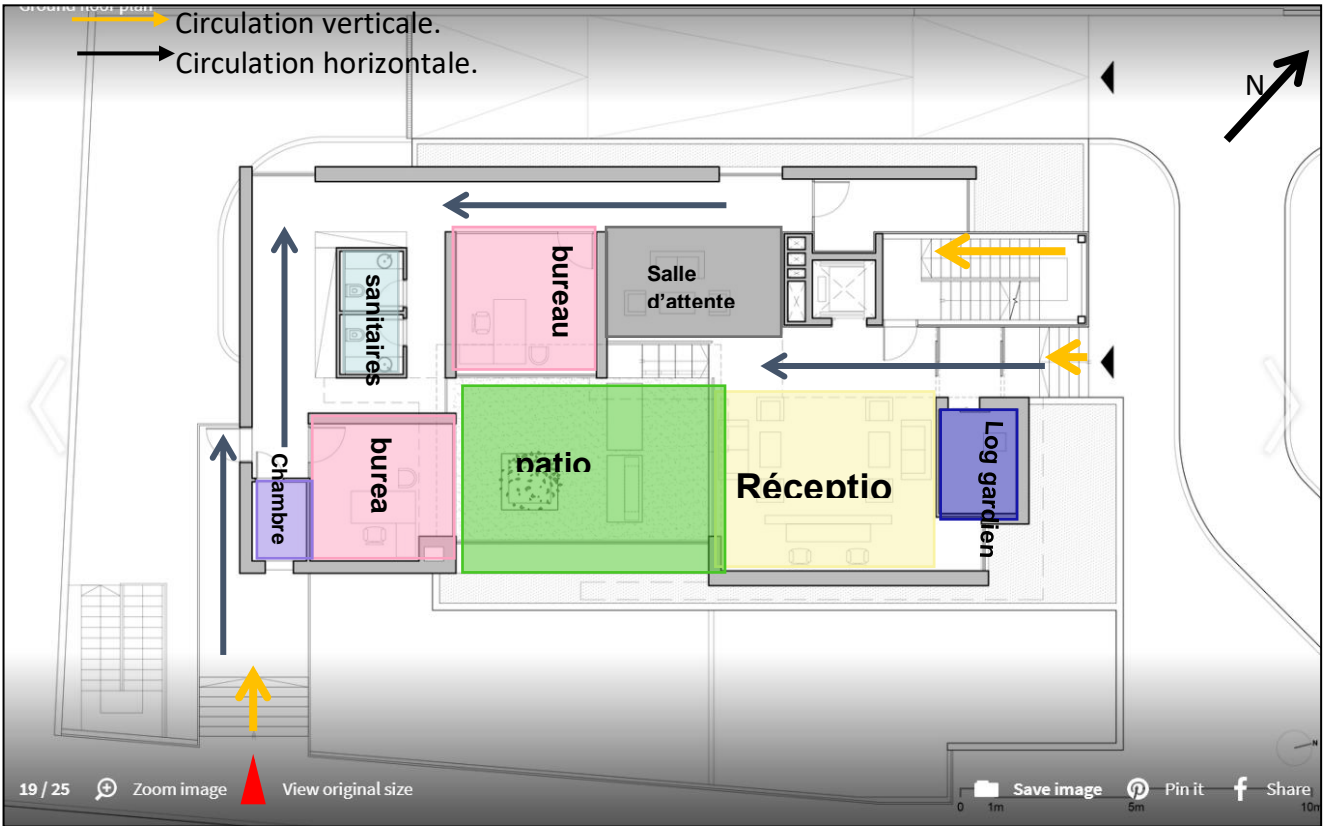 Ground floor plan
Circulation verticale.
Circulation horizontale.
N
sanitaires
bureau
Salle
d'attente
Chambre
burea
patio
Réceptio
Log gardien
N
19 / 25
Zoom image
View original size
Save image
Pin it
Share
0 1m 5m 10m